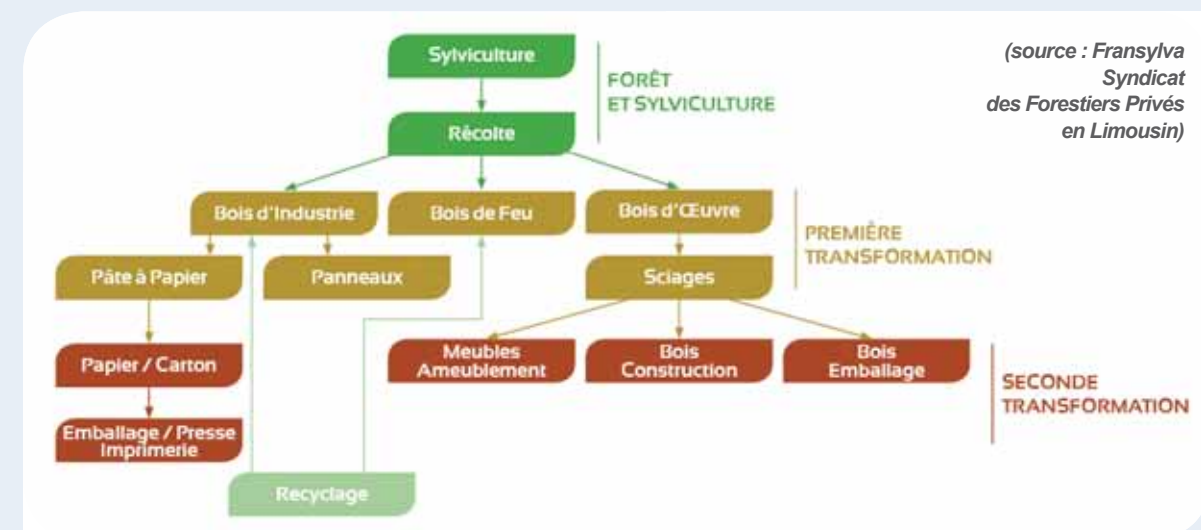 Sylviculture
(source : Fransylva
Syndicat
des Forestiers Privés
en Limousin)
FORÊT
ET SYLVICULTURE
Récolte
Bois d'Industrie
Bois de Feu
Bois d'Œuvre
PREMIÈRE
TRANSFORMATION
Pâte à Papier
Panneaux
Sciages
Papier / Carton
Meubles
Ameublement
Bois
Construction
Bois
Emballage
SECONDE
TRANSFORMATION
Emballage / Presse
Imprimerie
Recyclage